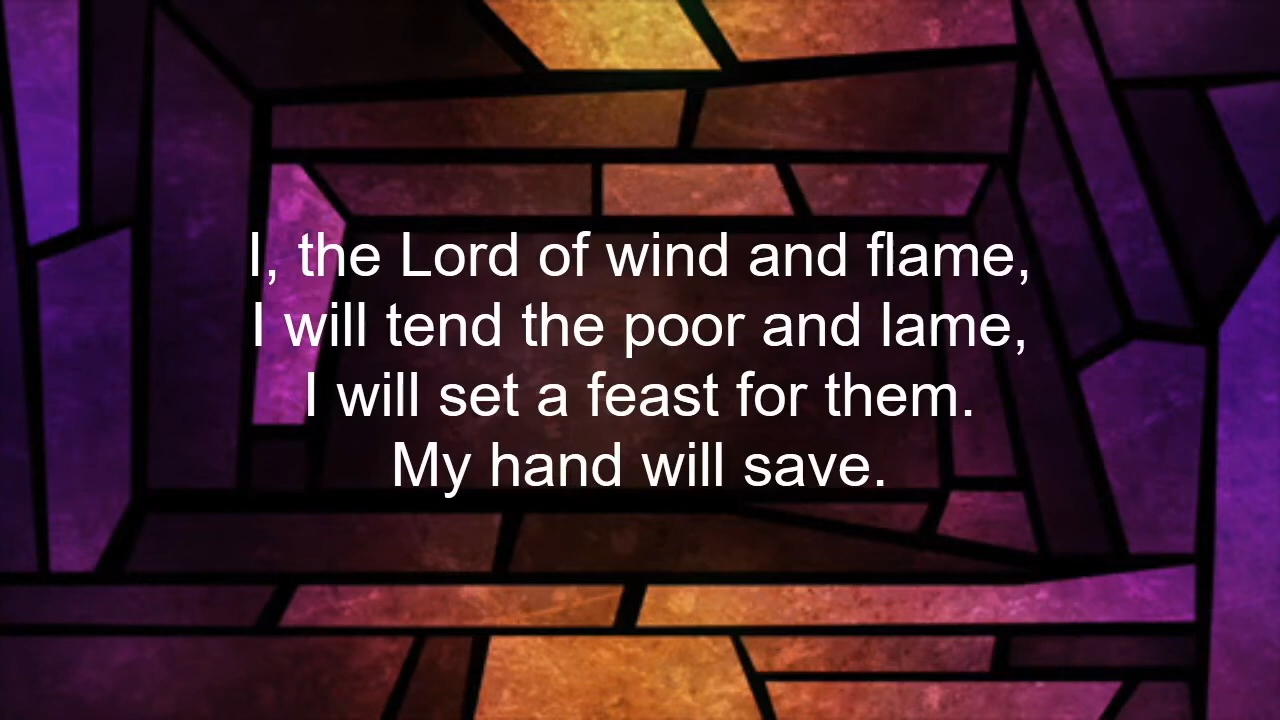 I, the Lord of wind and flame,
I will tend the poor and lame,
I will set a feast for them.
My hand will save.